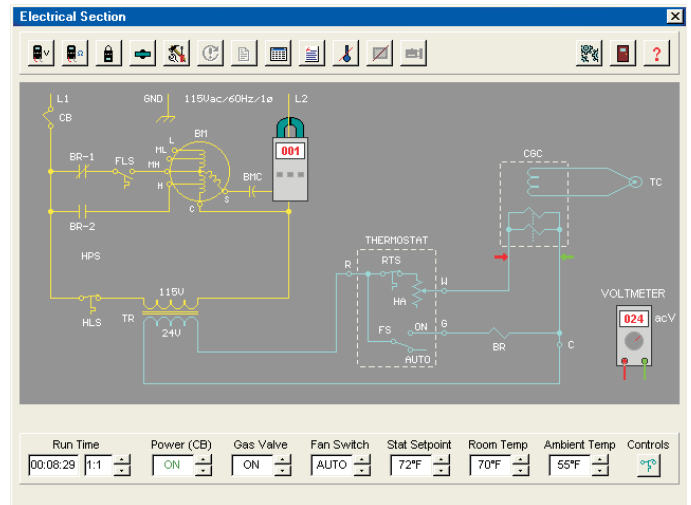 Electrical Section
V Ω ?
L1 GND 115Vac/60Hz/1ø L2
CB
L BM
ML
001
BR-1 FLS MH
CGC
H BMC
S
TC
C
BR-2
THERMOSTAT
HPS
R RTS W
115V
HA
VOLTMETER
HLS TR
24V
FS ON G
024 acV
BR C
AUTO
Run Time Power (CB) Gas Valve Fan Switch Stat Setpoint Room Temp Ambient Temp Controls
00:08:29 1:1 ON ON AUTO 72°F 70°F 55°F